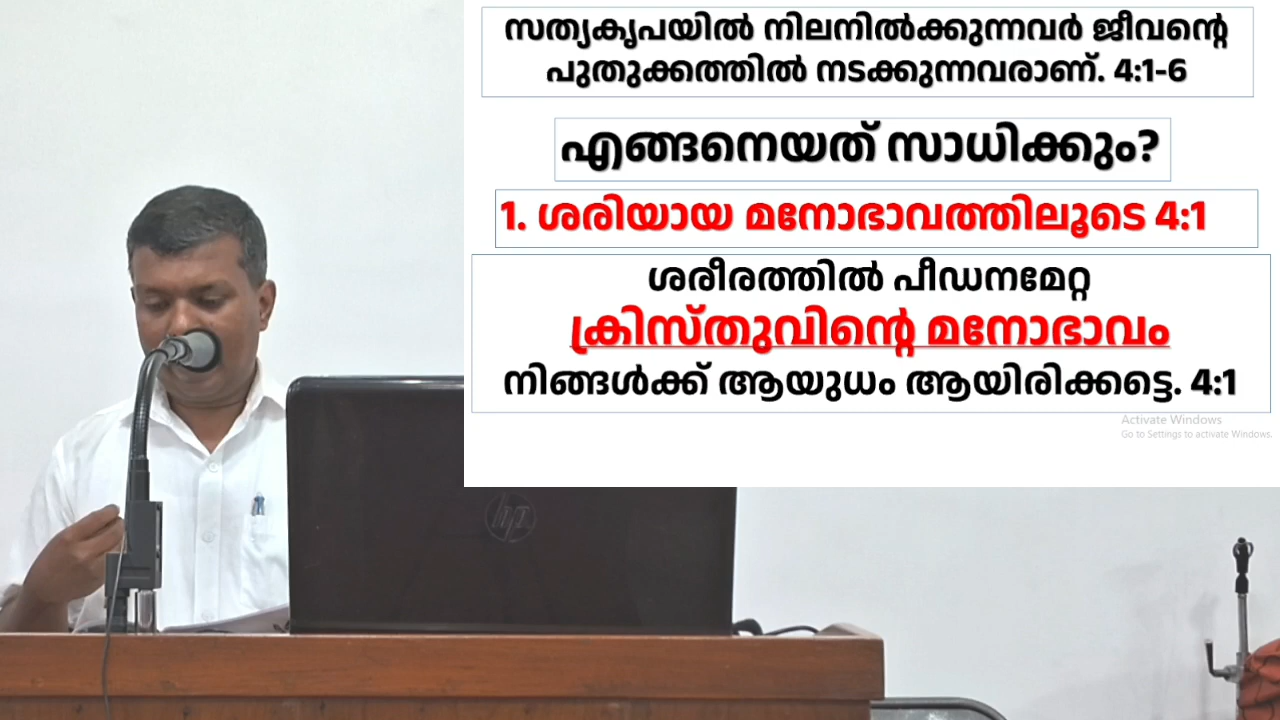 സത്യകൃപയിൽ നിലനിൽക്കുന്നവർ ജീവന്റെ
പുതുക്കത്തിൽ നടക്കുന്നവരാണ്. 4:1-6
എങ്ങനെയത് സാധിക്കും?
1. ശരിയായ മനോഭാവത്തിലൂടെ 4:1
ശരീരത്തിൽ പീഡനമേറ്റ
ക്രിസ്തുവിന്റെ മനോഭാവം
നിങ്ങൾക്ക് ആയുധം ആയിരിക്കട്ടെ. 4:1
Activate Windows
Go to Settings to activate Windows.
hp